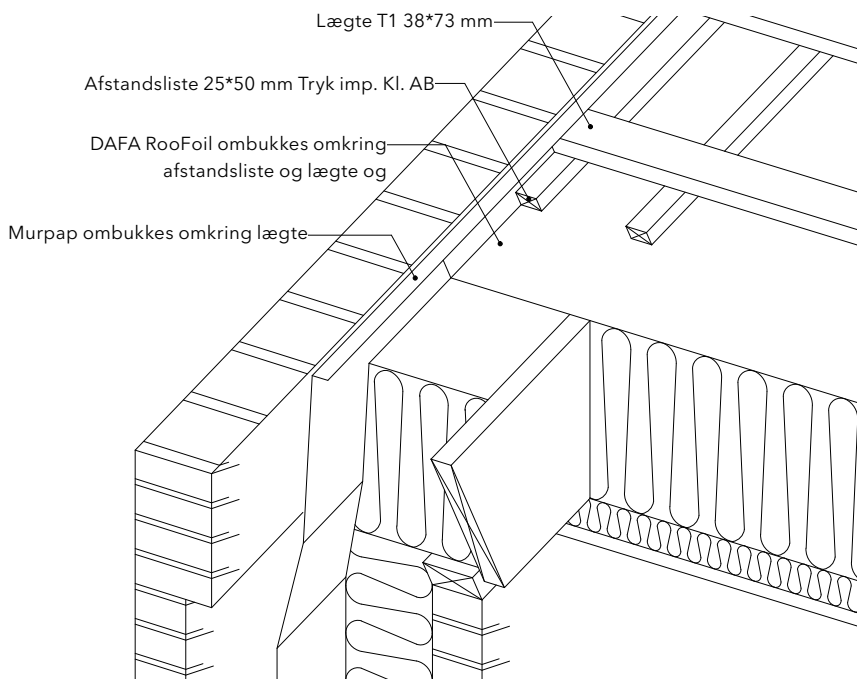 Lægte T1 38*73 mm
Afstandsliste 25*50 mm Tryk imp. Kl. AB
DAFA RooFoil ombukkes omkring
afstandsliste og lægte og
Murpap ombukkes omkring lægte